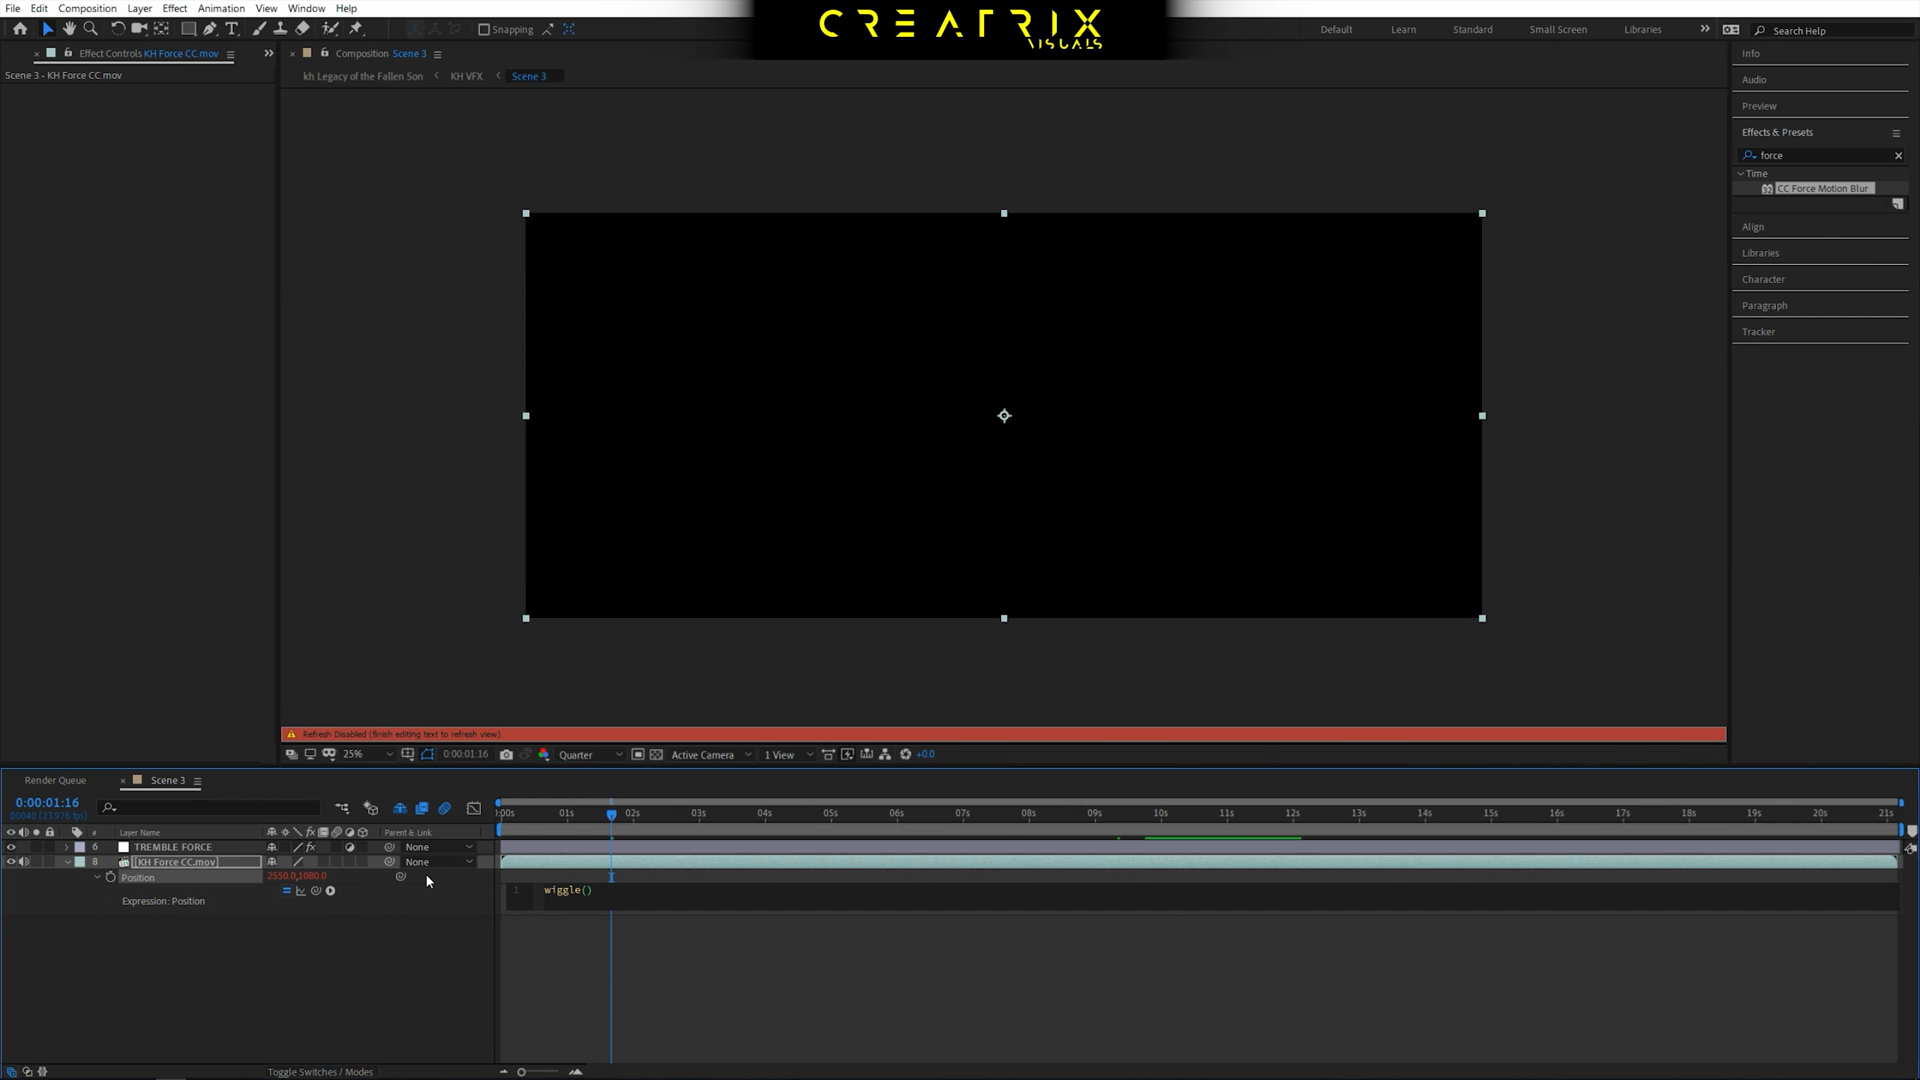 File Edit Composition Layer Effect Animation View Window Help
CREATRIX
VISUALS
Snapping
Default Learn Standard Small Screen Libraries
Search Help
Effect Controls KH Force CC.mov
Composition Scene 3
Info
Scene 3 - KH Force CC.mov
kh Legacy of the Fallen Son KH VFX Scene 3
Audio
Preview
Effects & Presets
force
Time
CC Force Motion Blur
Align
Libraries
Character
Paragraph
Tracker
Refresh Disabled (finish editing text to refresh view)
25% 0:00:01:16 Quarter Active Camera 1 View +0.0
Render Queue Scene 3
0:00:01:16
00040 (23.976 fps)
:00s 01s 02s 03s 04s 05s 06s 07s 08s 09s 10s 11s 12s 13s 14s 15s 16s 17s 18s 19s 20s 21s
# Layer Name fx Parent & Link
6 TREMBLE FORCE fx None
8 [KH Force CC.mov] None
Position 2550.0,1080.0
1 wiggle()
Expression: Position
Toggle Switches / Modes